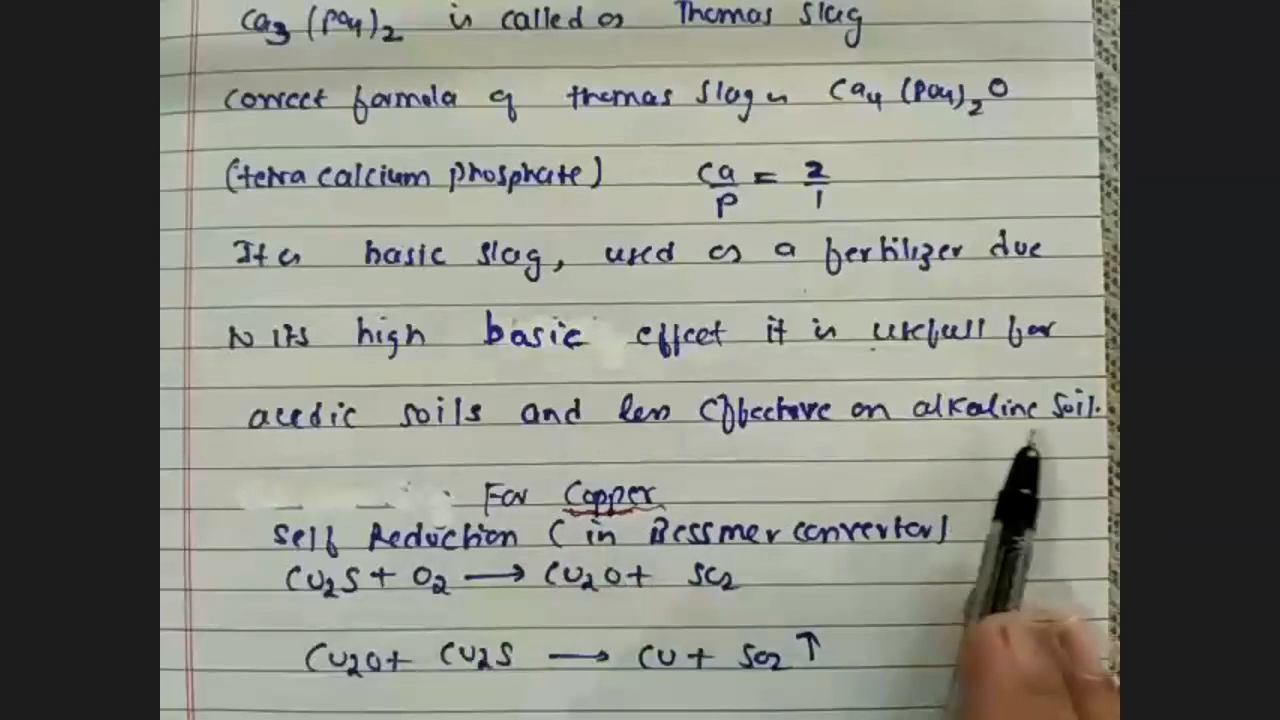 Ca3 (PO4)2 is called as Thomas slag
correct formula of thomas slag is Ca4 (PO4)2O
(tetra calcium phosphate) Ca/P = 2/1
It is basic slag, used as a fertilizer due
to its high basic effect it is usefull for
acedic soils and less effective on alkaline soil.
For Copper
Self Reduction ( in Bessmer convertor)
Cu2S + O2 → Cu2O + SO2
Cu2O + Cu2S → Cu + SO2 ↑